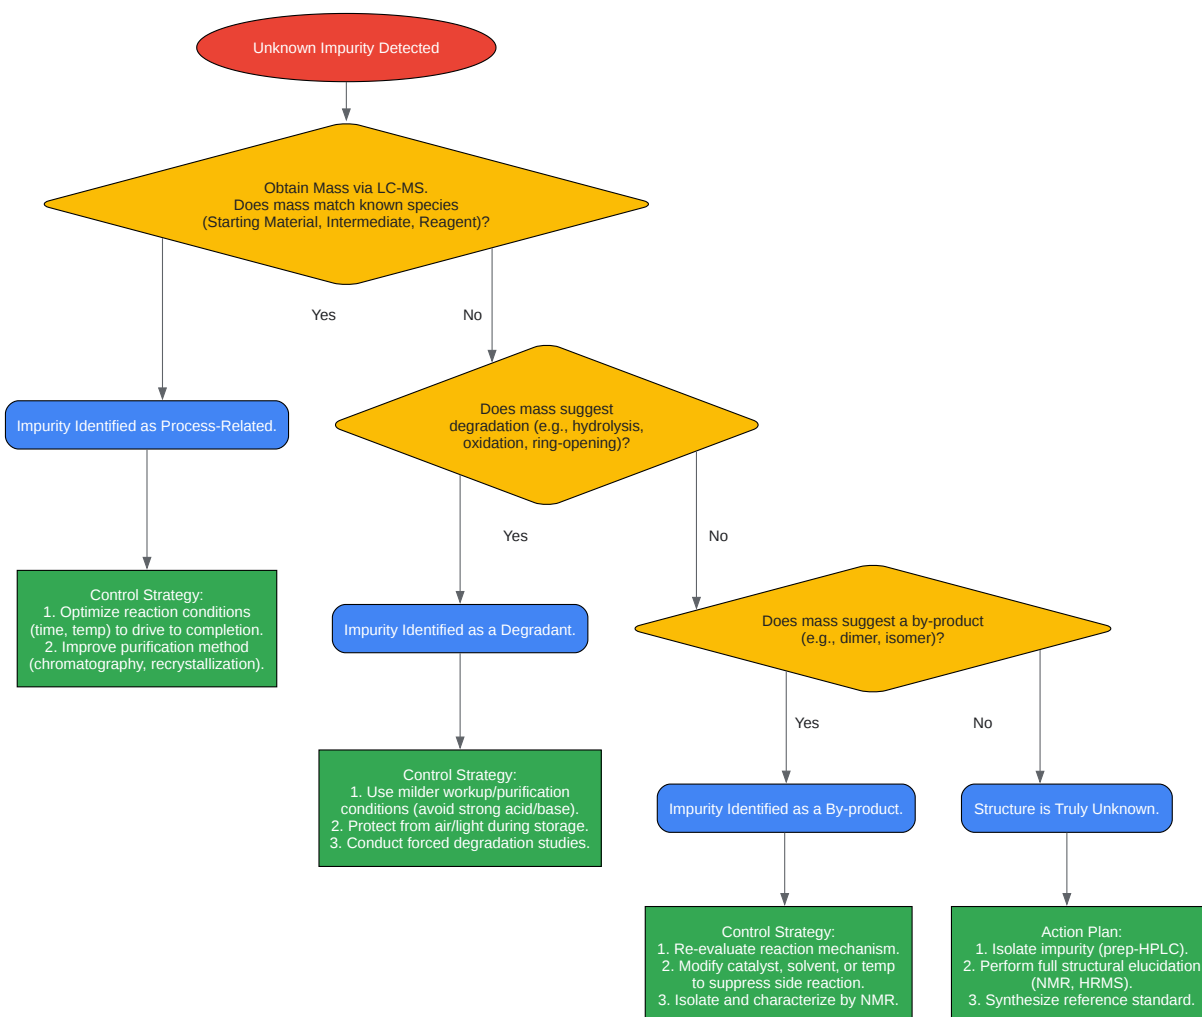 Unknown Impurity Detected
Obtain Mass via LC-MS.
Does mass match known species
(Starting Material, Intermediate, Reagent)?
Yes
No
Impurity Identified as Process-Related.
Does mass suggest
degradation (e.g., hydrolysis,
oxidation, ring-opening)?
Yes
No
Control Strategy:
1. Optimize reaction conditions
(time, temp) to drive to completion.
2. Improve purification method
(chromatography, recrystallization).
Impurity Identified as a Degradant.
Does mass suggest a by-product
(e.g., dimer, isomer)?
Yes
No
Control Strategy:
1. Use milder workup/purification
conditions (avoid strong acid/base).
2. Protect from air/light during storage.
3. Conduct forced degradation studies.
Impurity Identified as a By-product.
Structure is Truly Unknown.
Control Strategy:
1. Re-evaluate reaction mechanism.
2. Modify catalyst, solvent, or temp
to suppress side reaction.
3. Isolate and characterize by NMR.
Action Plan:
1. Isolate impurity (prep-HPLC).
2. Perform full structural elucidation
(NMR, HRMS).
3. Synthesize reference standard.